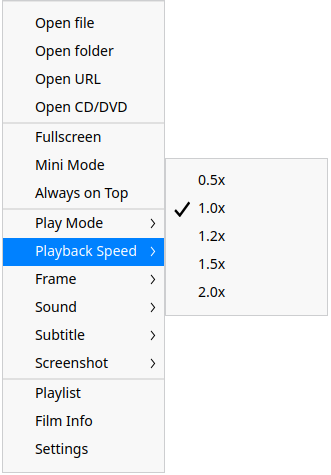 Open file
Open folder
Open URL
Open CD/DVD
Fullscreen
Mini Mode
Always on Top
Play Mode
Playback Speed
Frame
Sound
Subtitle
Screenshot
Playlist
Film Info
Settings
0.5x
1.0x
1.2x
1.5x
2.0x